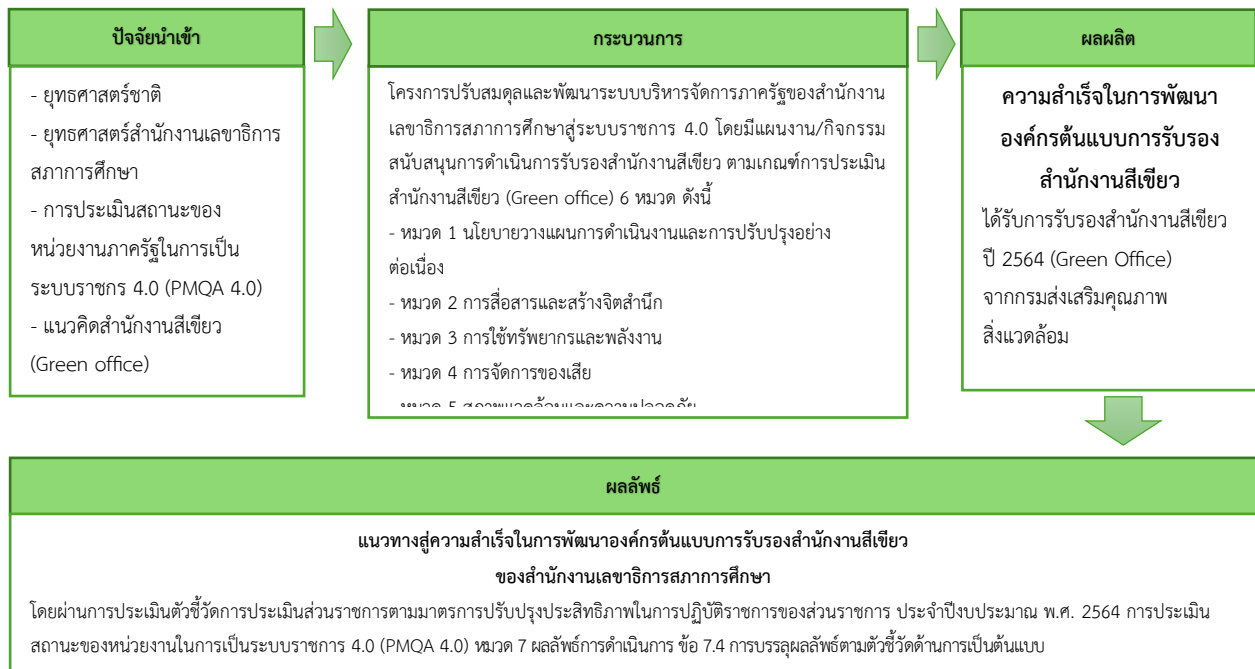 ปัจจัยนำเข้า
- ยุทธศาสตร์ชาติ
- ยุทธศาสตร์สำนักงานเลขาธิการ
สภาการศึกษา
- การประเมินสถานะของ
หน่วยงานภาครัฐในการเป็น
ระบบราชกร 4.0 (PMQA 4.0)
- แนวคิดสำนักงานสีเขียว
(Green office)
กระบวนการ
โครงการปรับสมดุลและพัฒนาระบบบริหารจัดการภาครัฐของสำนักงาน
เลขาธิการสภาการศึกษาสู่ระบบราชการ 4.0 โดยมีแผนงาน/กิจกรรม
สนับสนุนการดำเนินการรับรองสำนักงานสีเขียว ตามเกณฑ์การประเมิน
สำนักงานสีเขียว (Green office) 6 หมวด ดังนี้
- หมวด 1 นโยบายวางแผนการดำเนินงานและการปรับปรุงอย่าง
ต่อเนื่อง
- หมวด 2 การสื่อสารและสร้างจิตสำนึก
- หมวด 3 การใช้ทรัพยากรและพลังงาน
- หมวด 4 การจัดการของเสีย
- หมวด 5 สภาพแวดล้อมและความปลอดภัย
ผลผลิต
ความสำเร็จในการพัฒนา
องค์กรต้นแบบการรับรอง
สำนักงานสีเขียว
ได้รับการรับรองสำนักงานสีเขียว
ปี 2564 (Green Office)
จากกรมส่งเสริมคุณภาพ
สิ่งแวดล้อม
ผลลัพธ์
แนวทางสู่ความสำเร็จในการพัฒนาองค์กรต้นแบบการรับรองสำนักงานสีเขียว
ของสำนักงานเลขาธิการสภาการศึกษา
โดยผ่านการประเมินตัวชี้วัดการประเมินส่วนราชการตามมาตรการปรับปรุงประสิทธิภาพในการปฏิบัติราชการของส่วนราชการ ประจำปีงบประมาณ พ.ศ. 2564 การประเมิน
สถานะของหน่วยงานในการเป็นระบบราชการ 4.0 (PMQA 4.0) หมวด 7 ผลลัพธ์การดำเนินการ ข้อ 7.4 การบรรลุผลลัพธ์ตามตัวชี้วัดด้านการเป็นต้นแบบ